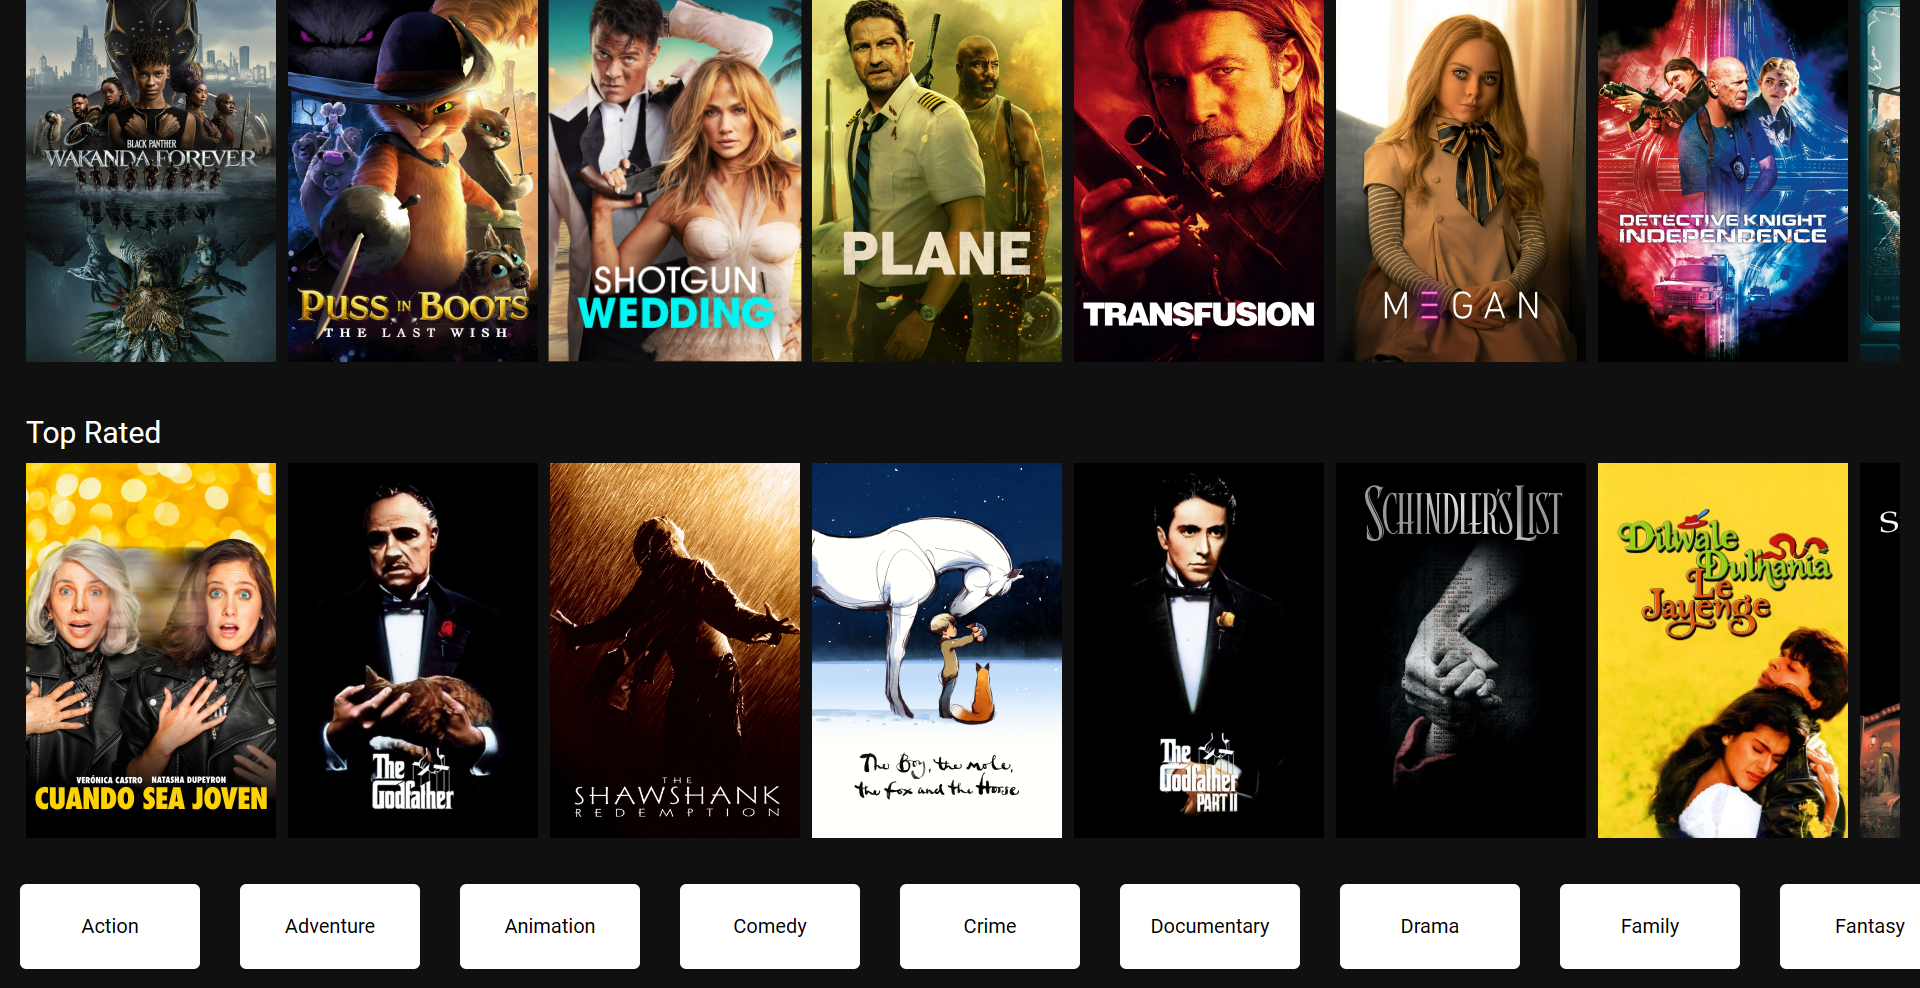 BLACK PANTHER
WAKANDA FOREVER
PUSS IN BOOTS
THE LAST WISH
SHOTGUN
WEDDING
PLANE
TRANSFUSION
M3GAN
DETECTIVE KNIGHT
INDEPENDENCE
Top Rated
VERÓNICA CASTRO NATASHA DUPEYRON
CUANDO SEA JOVEN
The
Godfather
THE
SHAWSHANK
REDEMPTION
The Boy, the mole,
the fox and the Horse
The
Godfather
PART II
SCHINDLER'S LIST
Dilwale
Dulhania
Le
Jayenge
S
Action
Adventure
Animation
Comedy
Crime
Documentary
Drama
Family
Fantasy